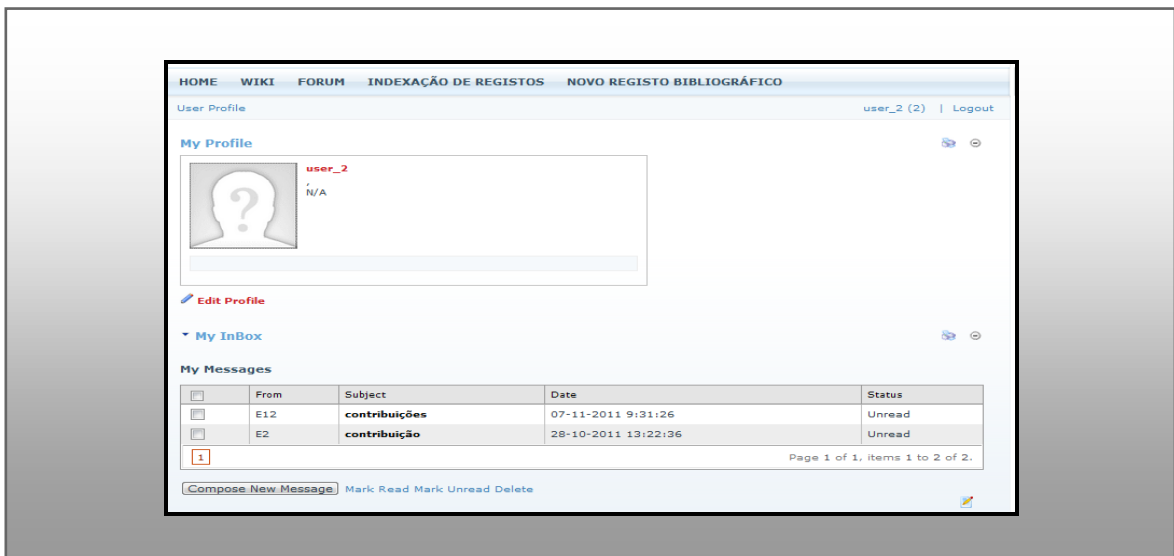 HOME WIKI FORUM INDEXAÇÃO DE REGISTOS NOVO REGISTO BIBLIOGRÁFICO
User Profile user_2 (2) | Logout
My Profile
user_2
,
N/A
Edit Profile
My InBox
My Messages
From Subject Date Status
E12 contribuições 07-11-2011 9:31:26 Unread
E2 contribuição 28-10-2011 13:22:36 Unread
1 Page 1 of 1, items 1 to 2 of 2.
Compose New Message Mark Read Mark Unread Delete